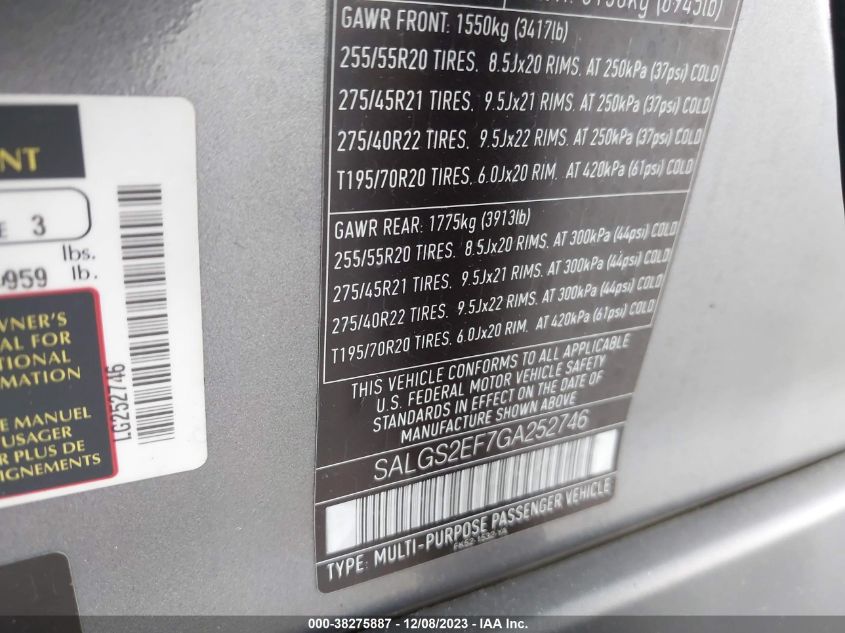 NT
3
lbs.
959 lb.
WNER'S
AL FOR
TIONAL
RMATION
E MANUEL
USAGER
R PLUS DE
IGNEMENTS
LG252746
GAWR FRONT: 1550kg (3417lb)
255/55R20 TIRES, 8.5Jx20 RIMS, AT 250kPa (37psi) COLD
275/45R21 TIRES, 9.5Jx21 RIMS, AT 250kPa (37psi) COLD
275/40R22 TIRES, 9.5Jx22 RIMS, AT 250kPa (37psi) COLD
T195/70R20 TIRES, 6.0Jx20 RIM, AT 420kPa (61psi) COLD
GAWR REAR: 1775kg (3913lb)
255/55R20 TIRES, 8.5Jx20 RIMS, AT 300kPa (44psi) COLD
275/45R21 TIRES, 9.5Jx21 RIMS, AT 300kPa (44psi) COLD
275/40R22 TIRES, 9.5Jx22 RIMS, AT 300kPa (44psi) COLD
T195/70R20 TIRES, 6.0Jx20 RIM, AT 420kPa (61psi) COLD
THIS VEHICLE CONFORMS TO ALL APPLICABLE
U.S. FEDERAL MOTOR VEHICLE SAFETY
STANDARDS IN EFFECT ON THE DATE OF
MANUFACTURE SHOWN ABOVE
SALGS2EF7GA252746
TYPE: MULTI-PURPOSE PASSENGER VEHICLE
FK52-1532-YA
000-38275887 - 12/08/2023 - IAA Inc.